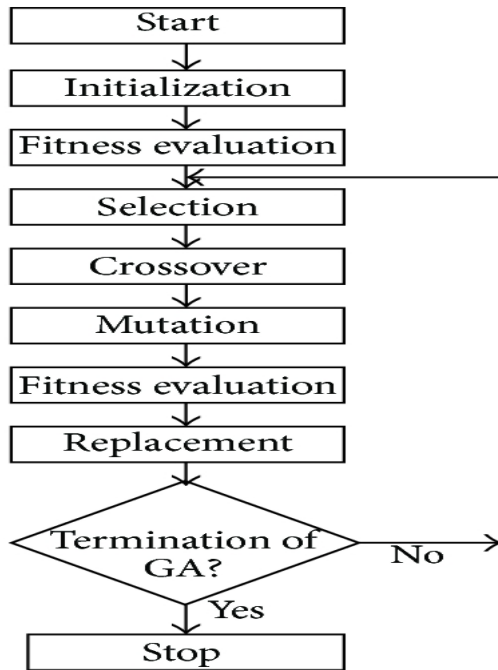 Start
Initialization
Fitness evaluation
Selection
Crossover
Mutation
Fitness evaluation
Replacement
Termination of
GA?
No
Yes
Stop